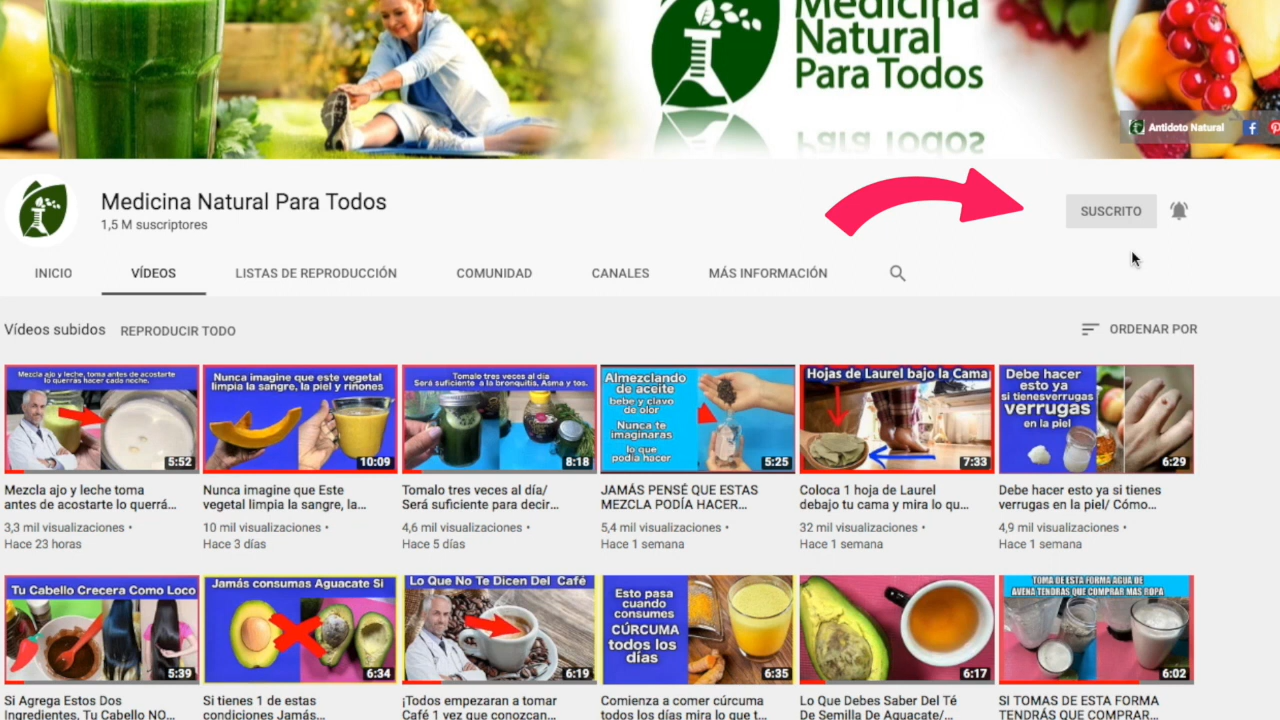 Medicina
Natural
Para Todos
Antidoto Natural
Medicina Natural Para Todos
1,5 M suscriptores
SUSCRITO
INICIO
VÍDEOS
LISTAS DE REPRODUCCIÓN
COMUNIDAD
CANALES
MÁS INFORMACIÓN
Vídeos subidos
REPRODUCIR TODO
ORDENAR POR
Mezcla ajo y leche, toma antes de acostarte
lo querrás hacer cada noche.
5:52
Nunca imagine que este vegetal
limpia la sangre, la piel y riñones
10:09
Tomalo tres veces al día
Será suficiente a la bronquitis, Asma y tos.
8:18
Almezclando
de aceite
bebe y clavo
de olor
Nunca te
imaginaras
lo que
podia hacer
5:25
Hojas de Laurel bajo la Cama
7:33
Debe hacer
esto ya
si tienesverrugas
verrugas
en la piel
6:29
Mezcla ajo y leche toma
antes de acostarte lo querrá...
3,3 mil visualizaciones •
Hace 23 horas
Nunca imagine que Este
vegetal limpia la sangre, la...
10 mil visualizaciones •
Hace 3 días
Tomalo tres veces al día/
Será suficiente para decir...
4,6 mil visualizaciones •
Hace 5 días
JAMÁS PENSÉ QUE ESTAS
MEZCLA PODÍA HACER...
5,4 mil visualizaciones •
Hace 1 semana
Coloca 1 hoja de Laurel
debajo tu cama y mira lo qu...
32 mil visualizaciones •
Hace 1 semana
Debe hacer esto ya si tienes
verrugas en la piel/ Cómo...
4,9 mil visualizaciones •
Hace 1 semana
Tu Cabello Crecera Como Loco
5:39
Jamás consumas Aguacate Si
6:34
Lo Que No Te Dicen Del Café
6:19
Esto pasa
cuando
consumes
CÚRCUMA
todos los
días
6:35
6:17
TOMA DE ESTA FORMA AGUA DE
AVENA TENDRAS QUE COMPRAR MAS ROPA
6:02
Si Agrega Estos Dos
Ingredientes, Tu Cabello NO...
Si tienes 1 de estas
condiciones Jamás...
¡Todos empezaran a tomar
Café 1 vez que conozcan...
Comienza a comer cúrcuma
todos los días mira lo que t...
Lo Que Debes Saber Del Té
De Semilla De Aguacate/...
SI TOMAS DE ESTA FORMA
TENDRÁS QUE COMPRAR...